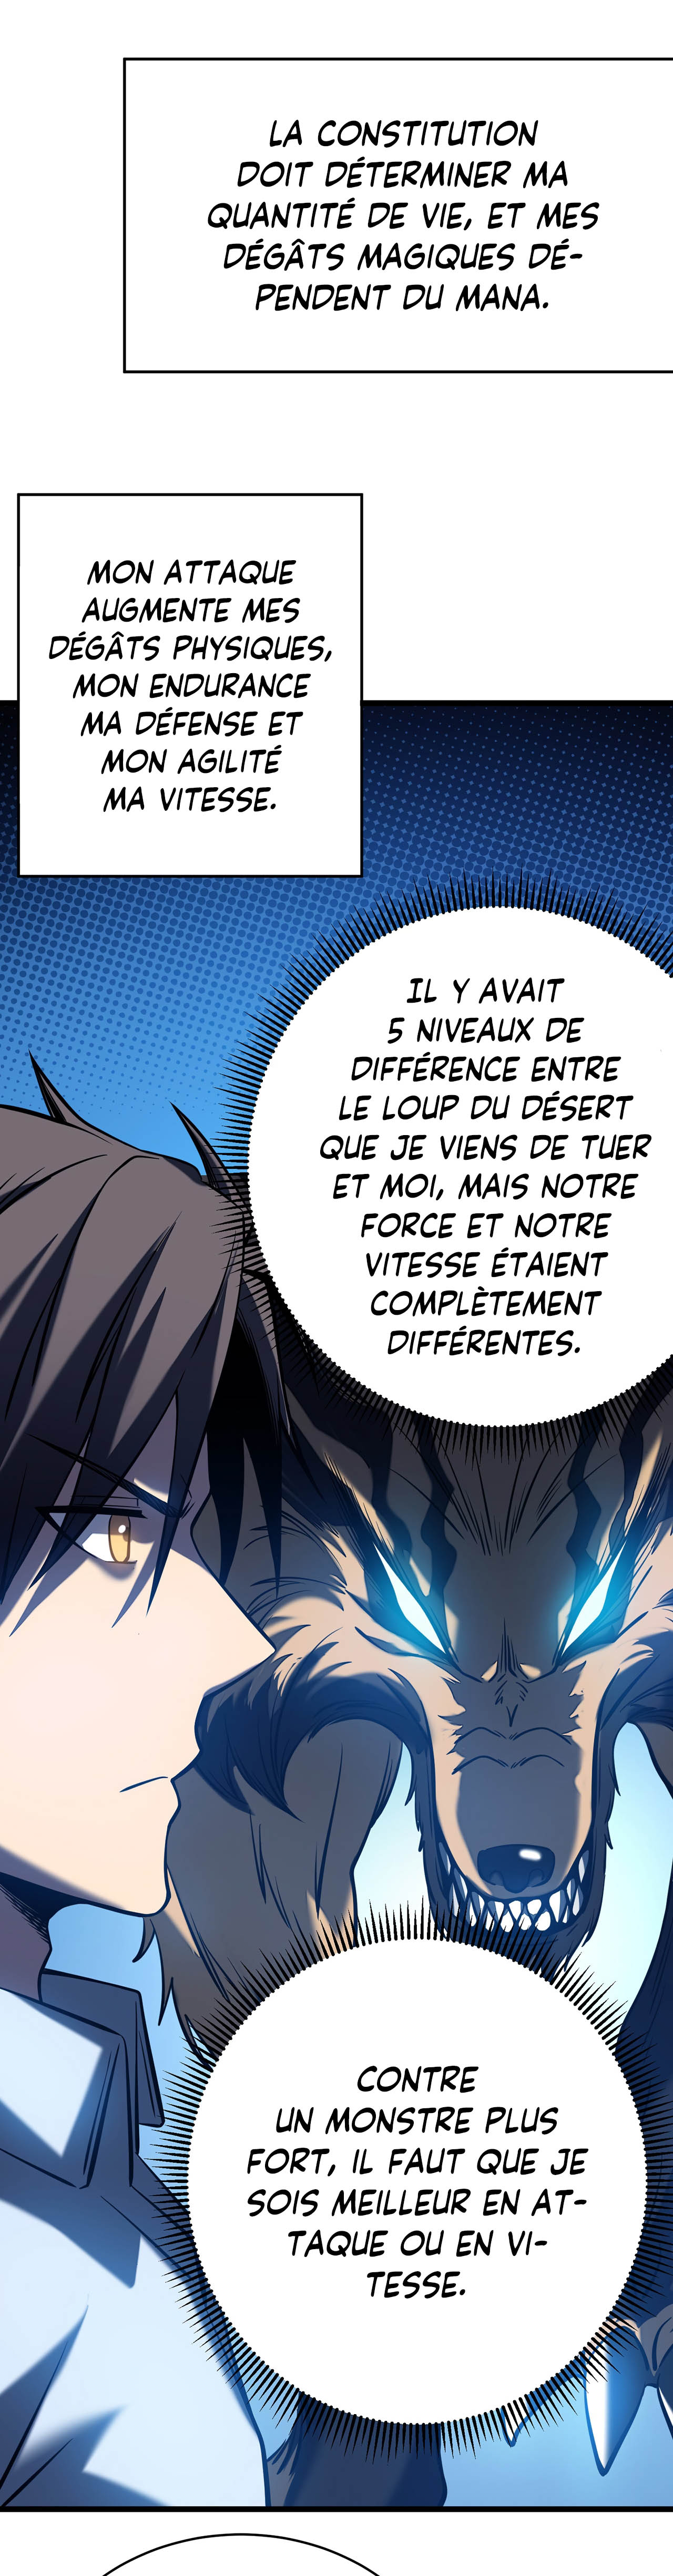 LA CONSTITUTION
DOIT DÉTERMINER MA
QUANTITÉ DE VIE, ET MES
DÉGÂTS MAGIQUES DÉ-
PENDENT DU MANA.
MON ATTAQUE
AUGMENTE MES
DÉGÂTS PHYSIQUES,
MON ENDURANCE
MA DÉFENSE ET
MON AGILITÉ
MA VITESSE.
IL Y AVAIT
5 NIVEAUX DE
DIFFÉRENCE ENTRE
LE LOUP DU DÉSERT
QUE JE VIENS DE TUER
ET MOI, MAIS NOTRE
FORCE ET NOTRE
VITESSE ÉTAIENT
COMPLÈTEMENT
DIFFÉRENTES.
CONTRE
UN MONSTRE PLUS
FORT, IL FAUT QUE JE
SOIS MEILLEUR EN AT-
TAQUE OU EN VI-
TESSE.